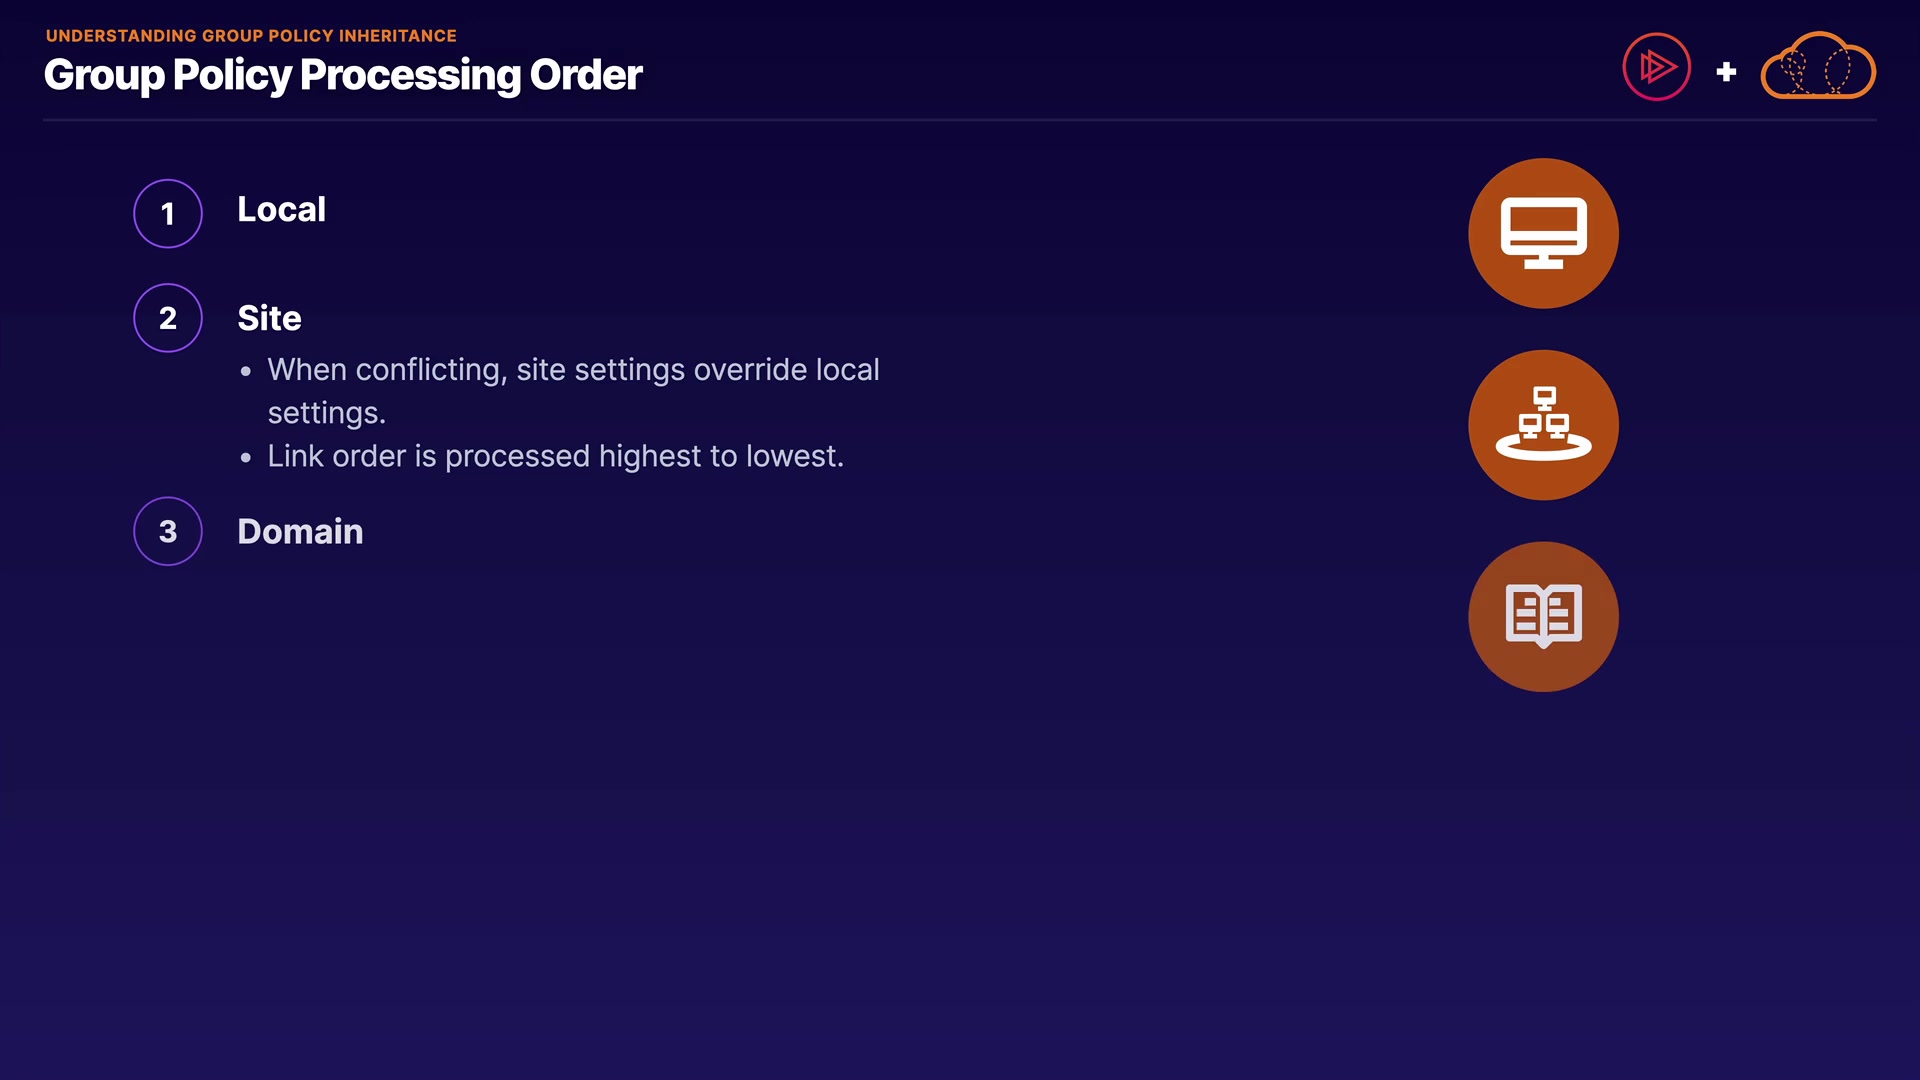 UNDERSTANDING GROUP POLICY INHERITANCE
Group Policy Processing Order
1 Local
2 Site
• When conflicting, site settings override local
settings.
• Link order is processed highest to lowest.
3 Domain